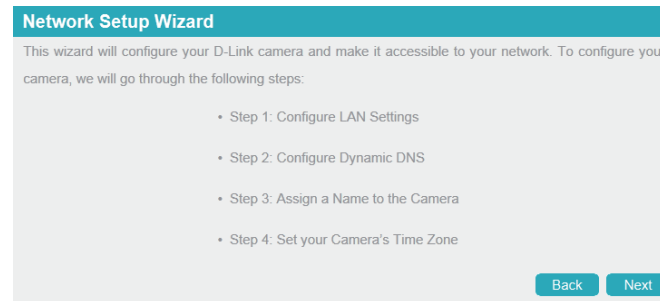 Network Setup Wizard
This wizard will configure your D-Link camera and make it accessible to your network. To configure you
camera, we will go through the following steps:
• Step 1: Configure LAN Settings
• Step 2: Configure Dynamic DNS
• Step 3: Assign a Name to the Camera
• Step 4: Set your Camera's Time Zone
Back Next